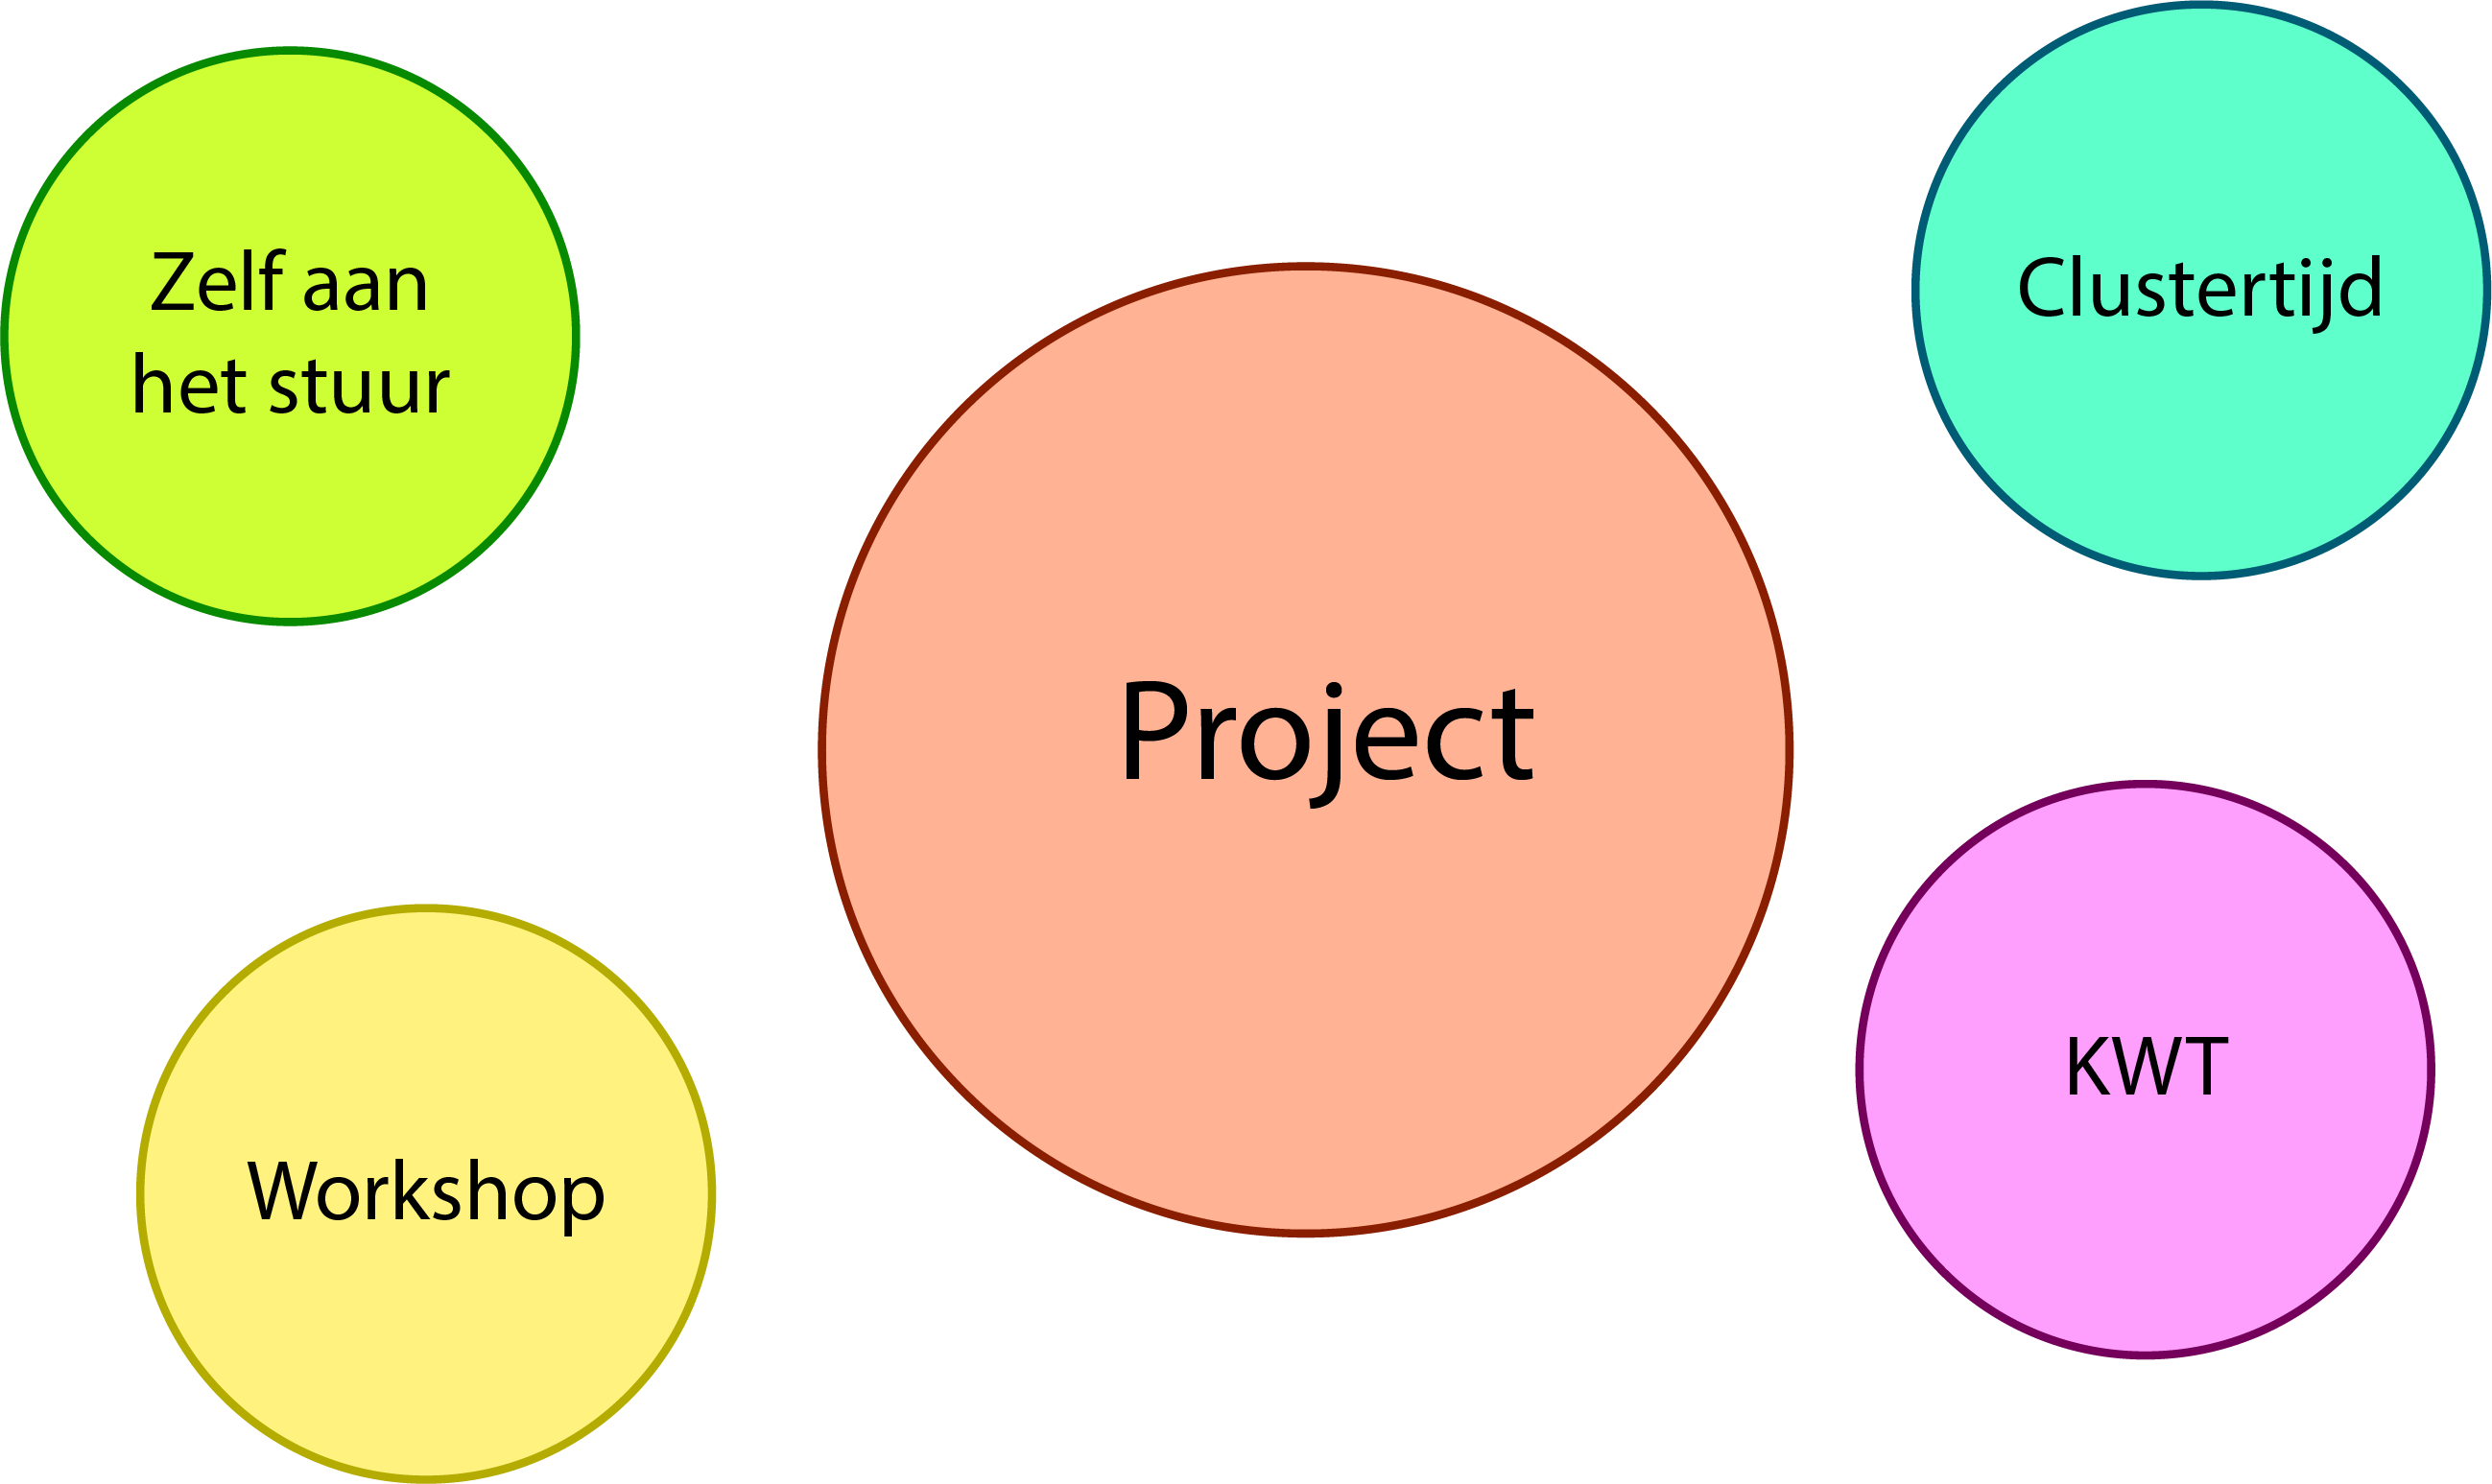 Zelf aan
het stuur
Clustertijd
Project
KWT
Workshop